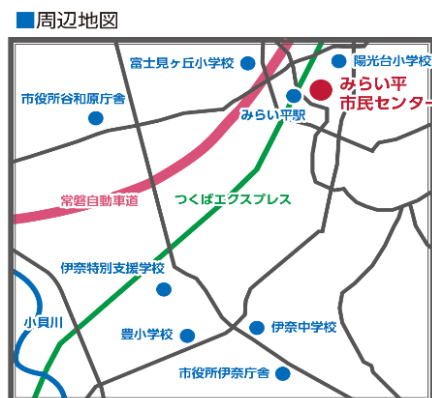 ■周辺地図
富士見ヶ丘小学校
陽光台小学校
みらい平
市民センター
市役所谷和原庁舎
みらい平駅
常磐自動車道
つくばエクスプレス
伊奈特別支援学校
小貝川
豊小学校
伊奈中学校
市役所伊奈庁舎